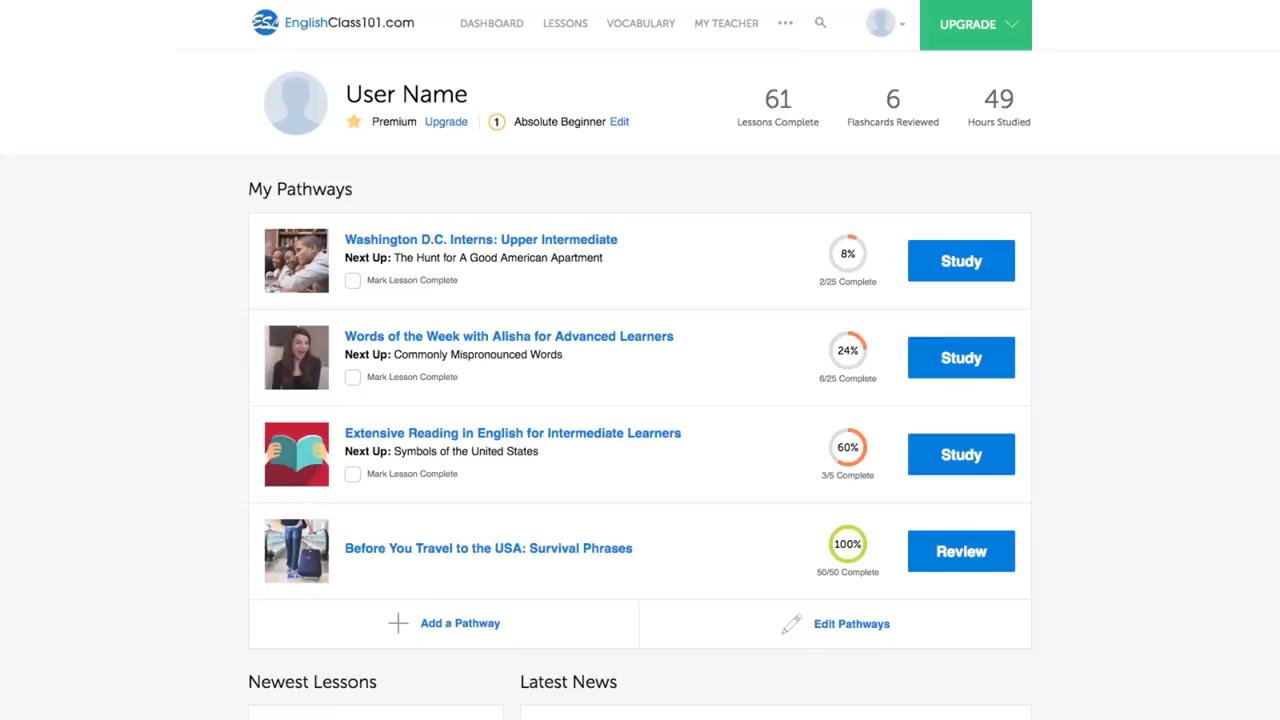 EnglishClass101.com
DASHBOARD LESSONS VOCABULARY MY TEACHER ••• UPGRADE
User Name
Premium Upgrade 1 Absolute Beginner Edit
61 6 49
Lessons Complete Flashcards Reviewed Hours Studied
My Pathways
Washington D.C. Interns: Upper Intermediate
Next Up: The Hunt for A Good American Apartment
Mark Lesson Complete
8%
2/25 Complete
Study
Words of the Week with Alisha for Advanced Learners
Next Up: Commonly Mispronounced Words
Mark Lesson Complete
24%
6/25 Complete
Study
Extensive Reading in English for Intermediate Learners
Next Up: Symbols of the United States
Mark Lesson Complete
60%
3/5 Complete
Study
Before You Travel to the USA: Survival Phrases
100%
50/50 Complete
Review
Add a Pathway Edit Pathways
Newest Lessons Latest News